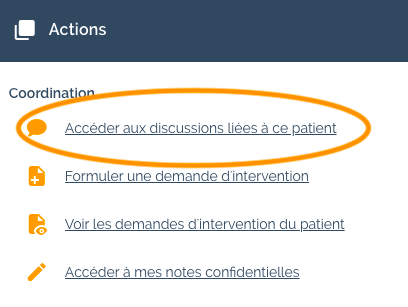 Actions
Coordination
Accéder aux discussions liées à ce patient
Formuler une demande d'intervention
Voir les demandes d'intervention du patient
Accéder à mes notes confidentielles